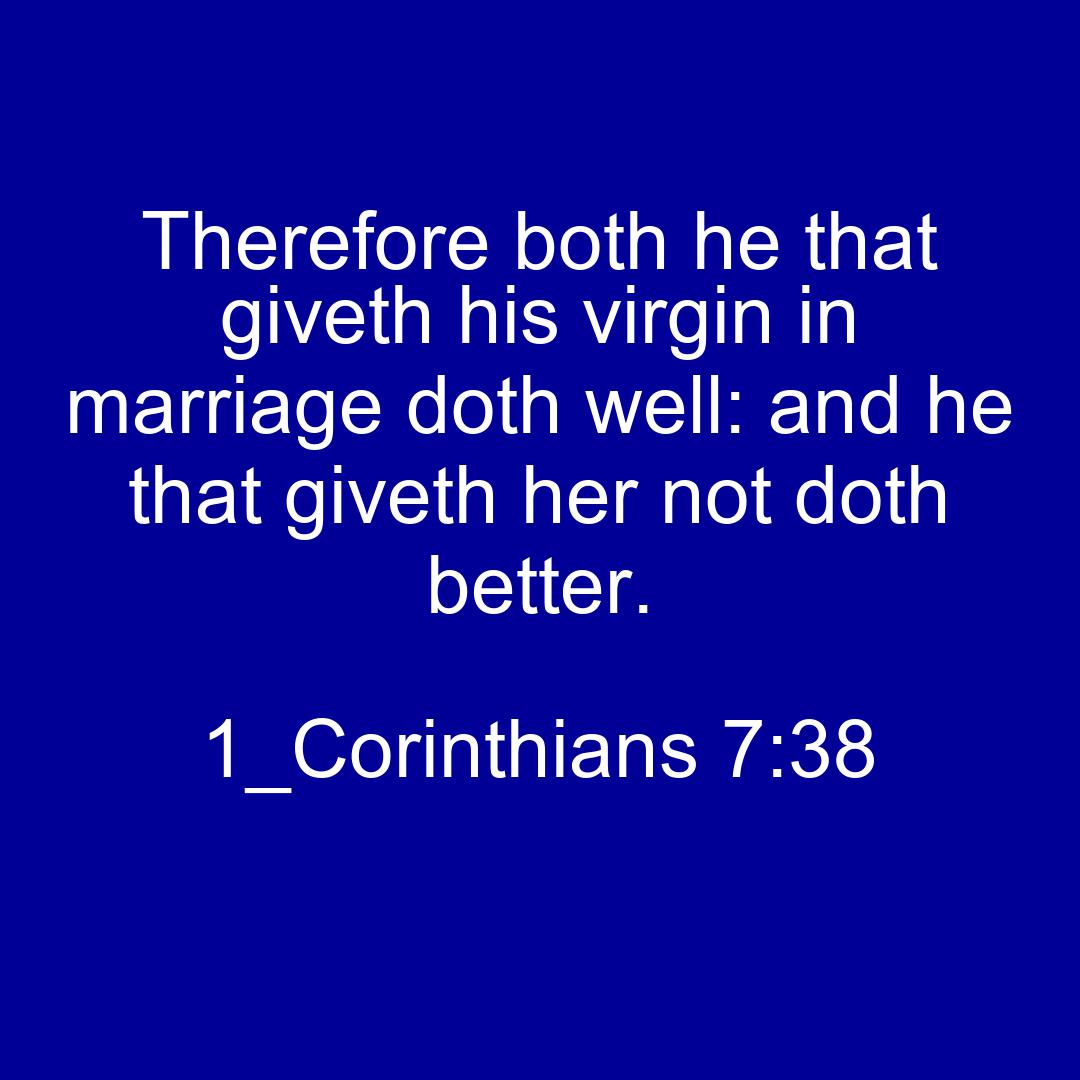 Therefore both he that
giveth his virgin in
marriage doth well: and he
that giveth her not doth
better.
1_Corinthians 7:38